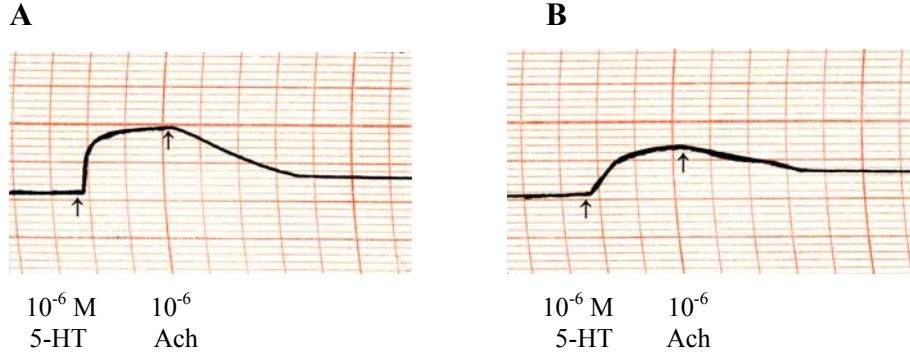 A
B
10⁻⁶ M 10⁻⁶
5-HT Ach
10⁻⁶ M 10⁻⁶
5-HT Ach